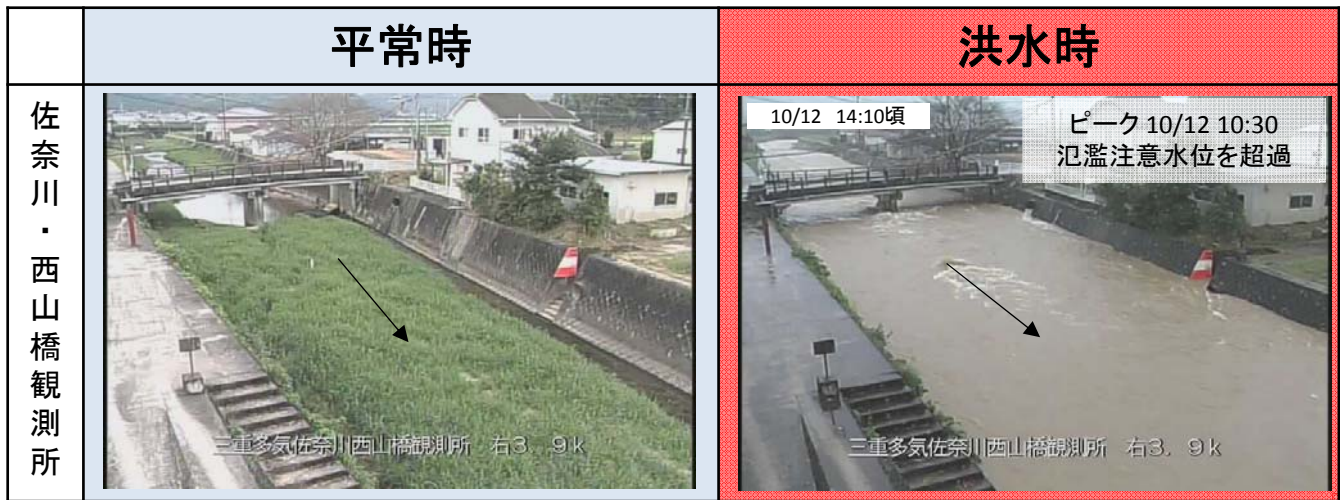 平常時
洪水時
佐奈川・西山橋観測所
三重多気佐奈川西山橋観測所 右3．9k
10/12 14:10頃
ピーク 10/12 10:30
氾濫注意水位を超過
三重多気佐奈川西山橋観測所 右3．9k